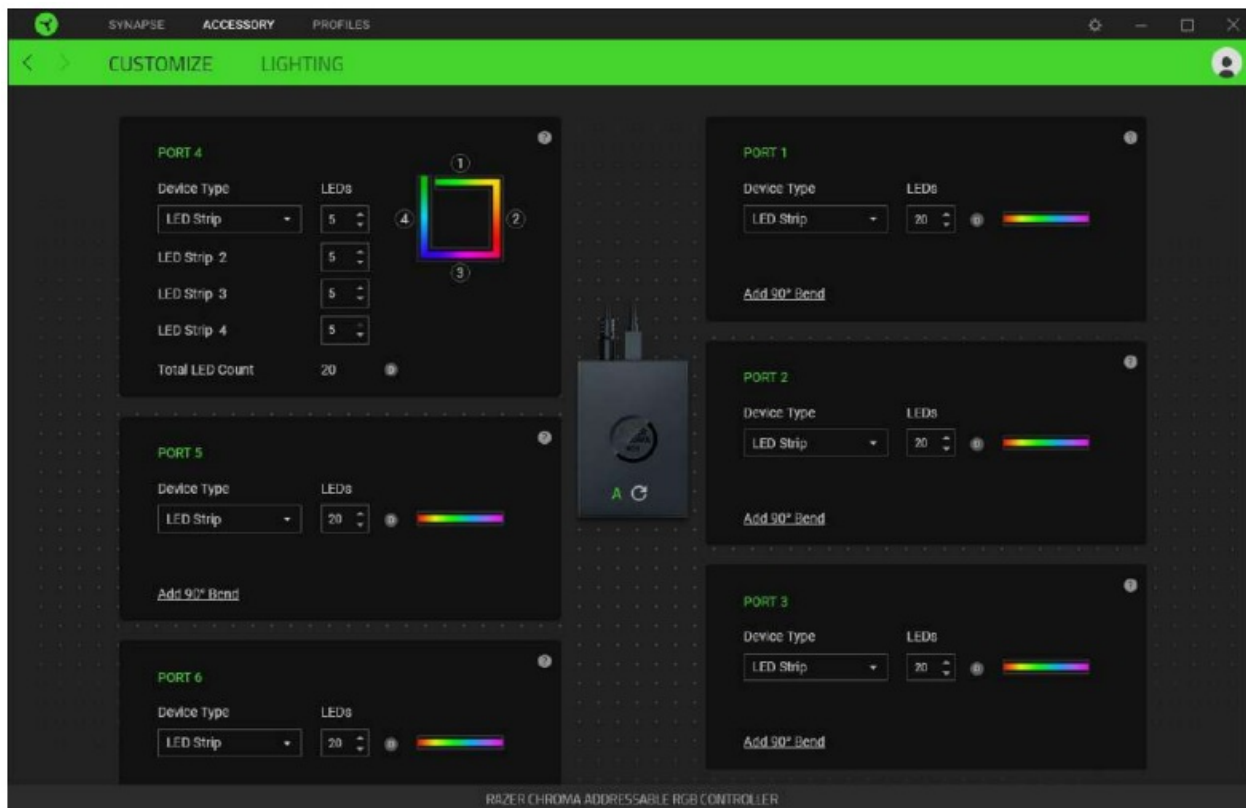 SYNAPSE ACCESSORY PROFILES
CUSTOMIZE LIGHTING
PORT 4
Device Type LEDs
LED Strip 5
LED Strip 2 5
LED Strip 3 5
LED Strip 4 5
Total LED Count 20 D
1
2
3
4
PORT 5
Device Type LEDs
LED Strip 20 D
Add 90° Bend
PORT 6
Device Type LEDs
LED Strip 20 D
A
PORT 1
Device Type LEDs
LED Strip 20 D
Add 90° Bend
PORT 2
Device Type LEDs
LED Strip 20 D
Add 90° Bend
PORT 3
Device Type LEDs
LED Strip 20 D
Add 90° Bend
RAZER CHROMA ADDRESSABLE RGB CONTROLLER